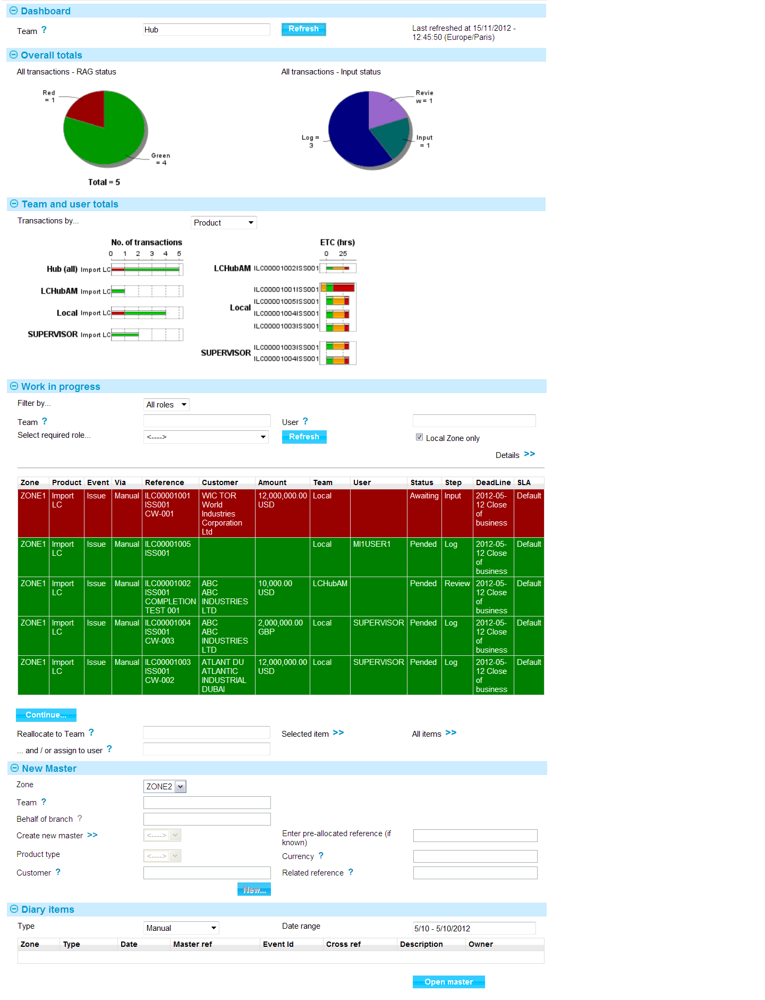 Dashboard
Team ? Hub Refresh Last refreshed at 15/11/2012 -
12:45:50 (Europe/Paris)
Overall totals
All transactions - RAG status All transactions - Input status
Red
= 1
Green
= 4
Total = 5
Revie
w = 1
Log =
3
Input
= 1
Team and user totals
Transactions by... Product
No. of transactions
0 1 2 3 4 5
Hub (all) Import LC
LCHubAM Import LC
Local Import LC
SUPERVISOR Import LC
ETC (hrs)
0 25
LCHubAM ILC00001002ISS001
ILC00001001ISS001
ILC00001005ISS001
Local
ILC00001004ISS001
ILC00001003ISS001
ILC00001003ISS001
SUPERVISOR
ILC00001004ISS001
Work in progress
Filter by... All roles
Team ? User ?
Select required role... <----> Refresh Local Zone only
Details >>
Zone Product Event Via Reference Customer Amount Team User Status Step DeadLine SLA
ZONE1 Import Issue Manual ILC00001001 WIC TOR 12,000,000.00 Local Awaiting Input 2012-05- Default
LC ISS001 World USD 12 Close
CW-001 Industries of
Corporation business
Ltd
ZONE1 Import Issue Manual ILC00001005 Local MI1USER1 Pended Log 2012-05- Default
LC ISS001 12 Close
of
business
ZONE1 Import Issue Manual ILC00001002 ABC 10,000.00 LCHubAM Pended Review 2012-05- Default
LC ISS001 ABC USD 12 Close
COMPLETION INDUSTRIES of
TEST 001 LTD business
ZONE1 Import Issue Manual ILC00001004 ABC 2,000,000.00 Local SUPERVISOR Pended Log 2012-05- Default
LC ISS001 ABC GBP 12 Close
CW-003 INDUSTRIES of
LTD business
ZONE1 Import Issue Manual ILC00001003 ATLANT DU 12,000,000.00 Local SUPERVISOR Pended Log 2012-05- Default
LC ISS001 ATLANTIC USD 12 Close
CW-002 INDUSTRIAL of
DUBAI business
Continue...
Reallocate to Team ? Selected item >> All items >>
... and / or assign to user ?
New Master
Zone ZONE2
Team ?
Behalf of branch ?
Create new master >> <----> Enter pre-allocated reference (if
known)
Product type <----> Currency ?
Customer ? Related reference ?
New...
Diary items
Type Manual Date range 5/10 - 5/10/2012
Zone Type Date Master ref Event Id Cross ref Description Owner
Open master